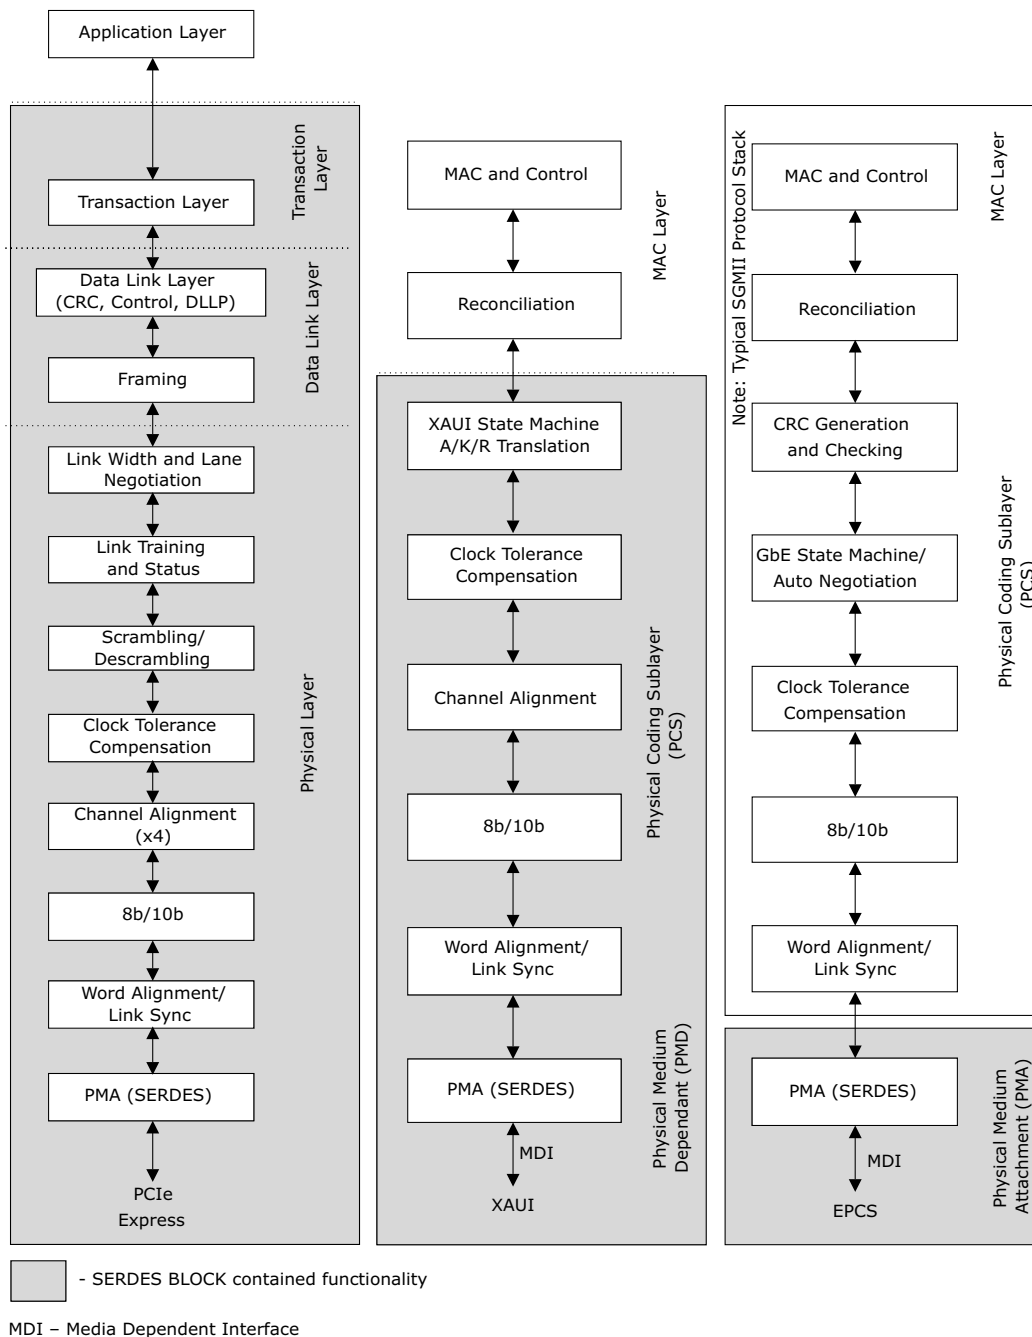 Application Layer
Transaction
Layer
Transaction Layer
Data Link Layer
(CRC, Control, DLLP)
Framing
Data Link Layer
Link Width and Lane
Negotiation
Link Training
and Status
Scrambling/
Descrambling
Clock Tolerance
Compensation
Channel Alignment
(x4)
8b/10b
Word Alignment/
Link Sync
PMA (SERDES)
Physical Layer
PCIe
Express
MAC and Control
Reconciliation
MAC Layer
XAUI State Machine
A/K/R Translation
Clock Tolerance
Compensation
Channel Alignment
8b/10b
Word Alignment/
Link Sync
Physical Coding Sublayer
(PCS)
PMA (SERDES)
Physical Medium
Dependant (PMD)
MDI
XAUI
Note: Typical SGMII Protocol Stack
MAC and Control
Reconciliation
MAC Layer
CRC Generation
and Checking
GbE State Machine/
Auto Negotiation
Clock Tolerance
Compensation
8b/10b
Word Alignment/
Link Sync
Physical Coding Sublayer
(PCS)
PMA (SERDES)
Physical Medium
Attachment (PMA)
MDI
EPCS
- SERDES BLOCK contained functionality
MDI – Media Dependent Interface